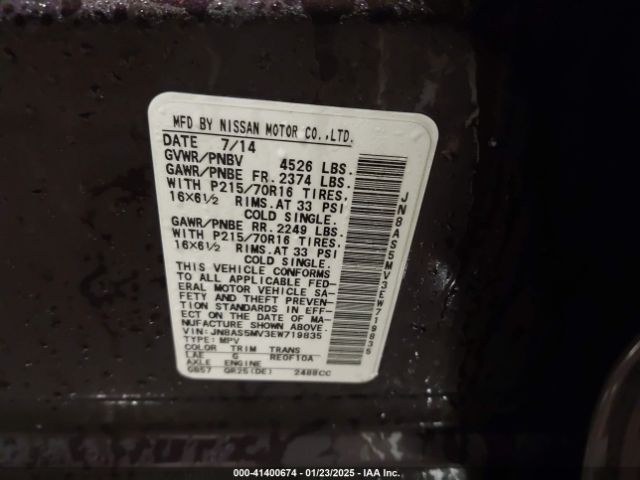 MFD BY NISSAN MOTOR CO.,LTD.
DATE 7/14
GVWR/PNBV 4526 LBS.
GAWR/PNBE FR. 2374 LBS.
WITH P215/70R16 TIRES.
16X6½ RIMS.AT 33 PSI
COLD SINGLE.
GAWR/PNBE RR. 2249 LBS.
WITH P215/70R16 TIRES.
16X6½ RIMS.AT 33 PSI
COLD SINGLE.
THIS VEHICLE CONFORMS
TO ALL APPLICABLE FED-
ERAL MOTOR VEHICLE SA-
FETY AND THEFT PREVEN-
TION STANDARDS IN EFF-
ECT ON THE DATE OF MA-
NUFACTURE SHOWN ABOVE.
VIN: JN8AS5MV3EW719835
TYPE: MPV
COLOR TRIM TRANS
LAE G RE0F10A
AXLE ENGINE
GB57 QR25(DE) 2488CC
JN8AS5MV3EW719835
000-41400674 - 01/23/2025 - IAA Inc.